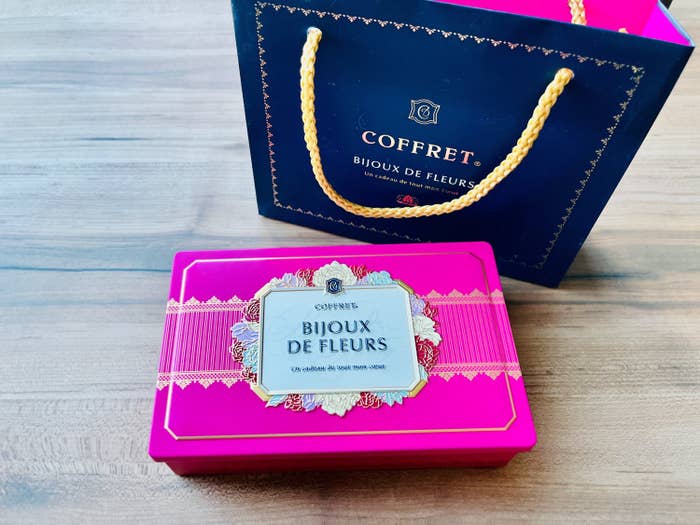 COFFRET®
BIJOUX DE FLEURS
Un cadeau de tout mon cœur
COFFRET®
BIJOUX
DE FLEURS
Un cadeau de tout mon cœur